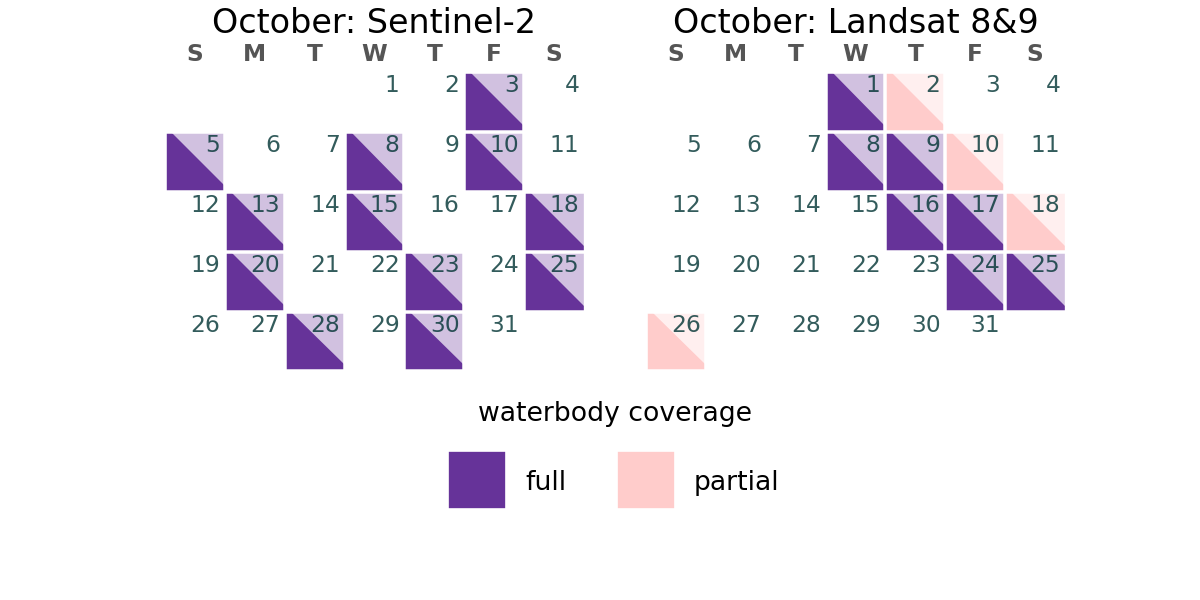 October: Sentinel-2
S M T W T F S
1 2 3 4
5 6 7 8 9 10 11
12 13 14 15 16 17 18
19 20 21 22 23 24 25
26 27 28 29 30 31
October: Landsat 8&9
S M T W T F S
1 2 3 4
5 6 7 8 9 10 11
12 13 14 15 16 17 18
19 20 21 22 23 24 25
26 27 28 29 30 31
waterbody coverage
full
partial